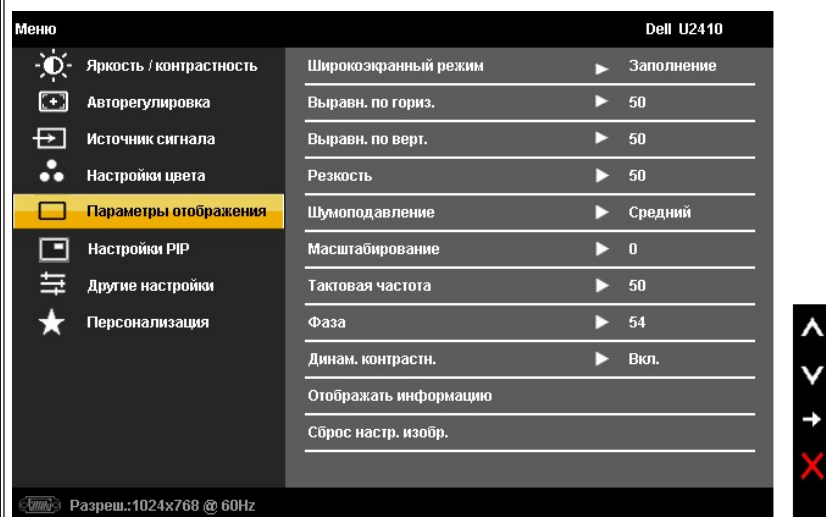 Меню Dell U2410
Яркость / контрастность
Авторегулировка
Источник сигнала
Настройки цвета
Параметры отображения
Настройки PIP
Другие настройки
Персонализация
Широкоэкранный режим Заполнение
Выравн. по гориз. 50
Выравн. по верт. 50
Резкость 50
Шумоподавление Средний
Масштабирование 0
Тактовая частота 50
Фаза 54
Динам. контрастн. Вкл.
Отображать информацию
Сброс настр. изобр.
Разреш.:1024x768 @ 60Hz